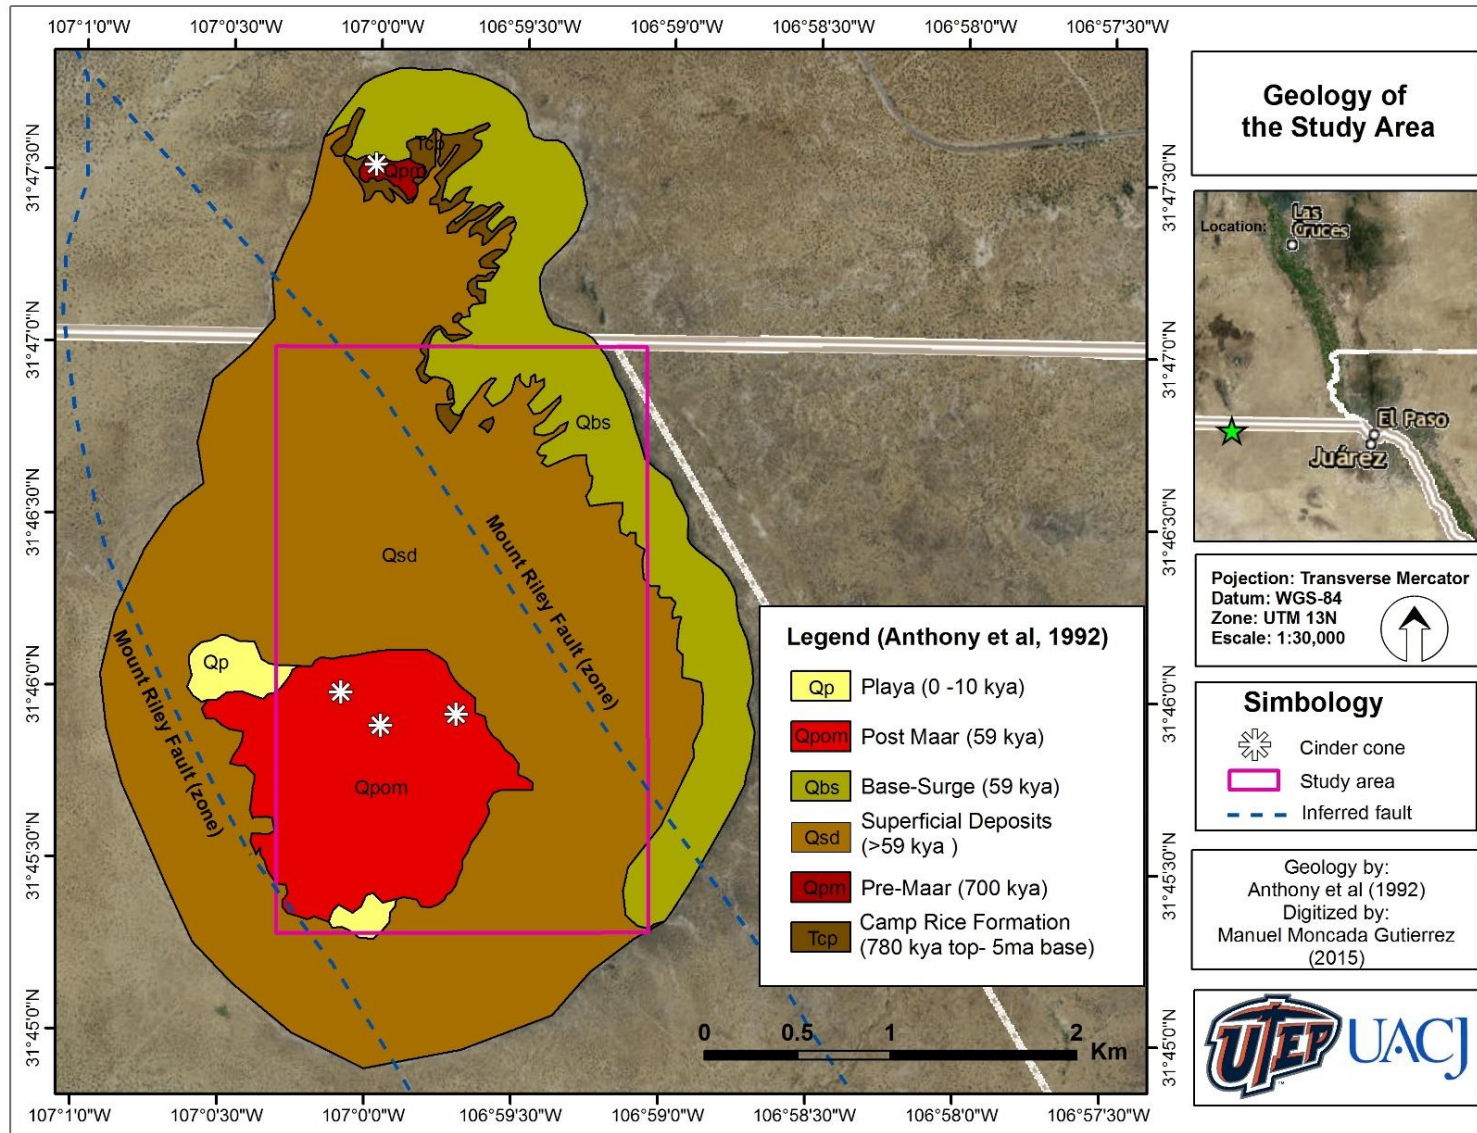 107°1'0"W 107°0'30"W 107°0'0"W 106°59'30"W 106°59'0"W 106°58'30"W 106°58'0"W 106°57'30"W
31°47'30"N
31°47'0"N
31°46'30"N
31°46'0"N
31°45'30"N
31°45'0"N
Tcp
Qpm
Qbs
Qsd
Mount Riley Fault (zone)
Qp
Mount Riley Fault (zone)
Qpom
Legend (Anthony et al, 1992)
Qp Playa (0 -10 kya)
Qpom Post Maar (59 kya)
Qbs Base-Surge (59 kya)
Qsd Superficial Deposits
(>59 kya )
Qpm Pre-Maar (700 kya)
Tcp Camp Rice Formation
(780 kya top- 5ma base)
0 0.5 1 2
Km
31°47'30"N
31°47'0"N
31°46'30"N
31°46'0"N
31°45'30"N
31°45'0"N
107°1'0"W 107°0'30"W 107°0'0"W 106°59'30"W 106°59'0"W 106°58'30"W 106°58'0"W 106°57'30"W
Geology of
the Study Area
Location:
Las
Cruces
El Paso
Juárez
Pojection: Transverse Mercator
Datum: WGS-84
Zone: UTM 13N
Escale: 1:30,000
Simbology
Cinder cone
Study area
Inferred fault
Geology by:
Anthony et al (1992)
Digitized by:
Manuel Moncada Gutierrez
(2015)
UTEP
UACJ